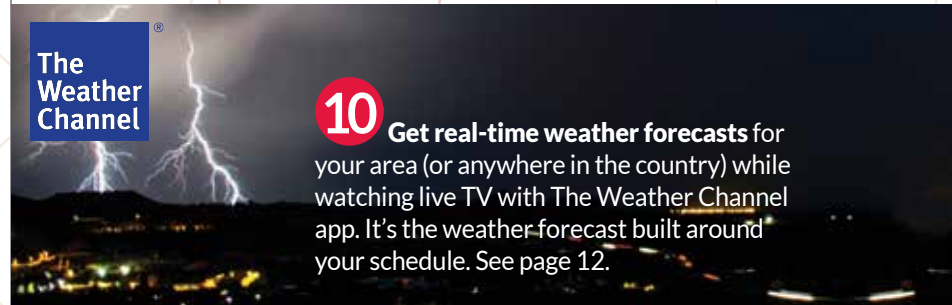 The
Weather
Channel
®
10 Get real-time weather forecasts for
your area (or anywhere in the country) while
watching live TV with The Weather Channel
app. It’s the weather forecast built around
your schedule. See page 12.